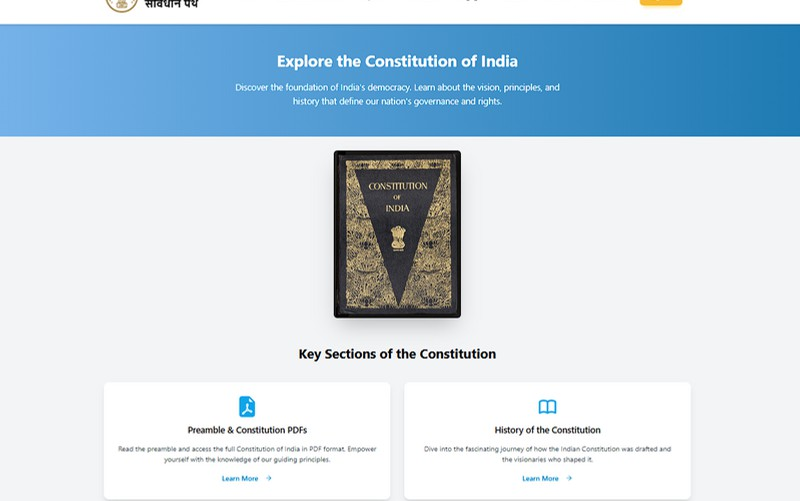 संविधान पथ
Explore the Constitution of India
Discover the foundation of India's democracy. Learn about the vision, principles, and
history that define our nation's governance and rights.
CONSTITUTION
OF
INDIA
Key Sections of the Constitution
Preamble & Constitution PDFs
Read the preamble and access the full Constitution of India in PDF format. Empower
yourself with the knowledge of our guiding principles.
Learn More
History of the Constitution
Dive into the fascinating journey of how the Indian Constitution was drafted and
the visionaries who shaped it.
Learn More